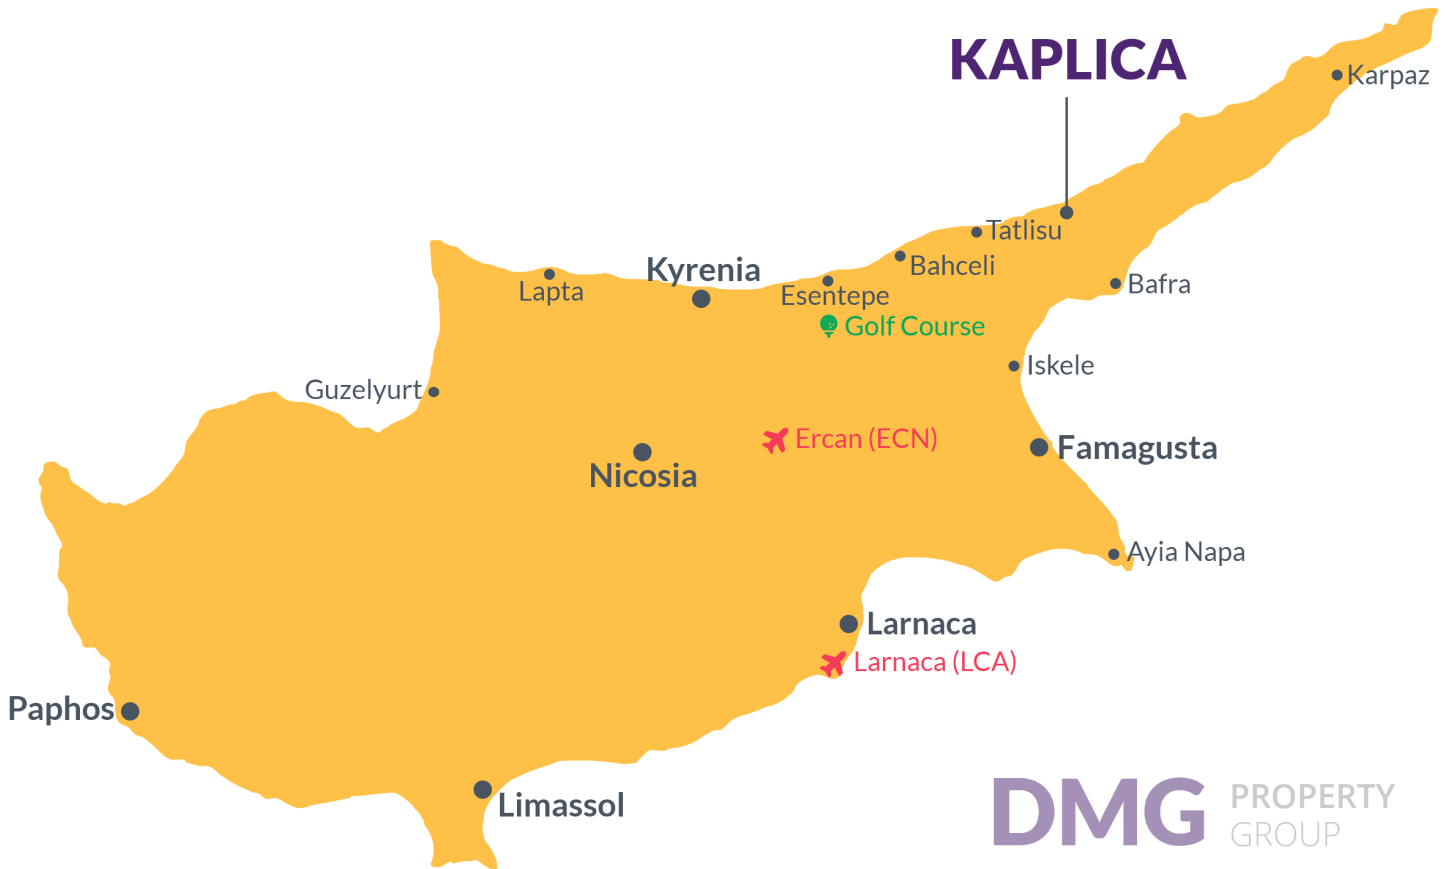 KAPLICA
Karpaz
Tatlisu
Bahceli
Kyrenia
Bafra
Lapta
Esentepe
Golf Course
Iskele
Guzelyurt
Ercan (ECN)
Famagusta
Nicosia
Ayia Napa
Larnaca
Larnaca (LCA)
Paphos
Limassol
DMG PROPERTY
GROUP